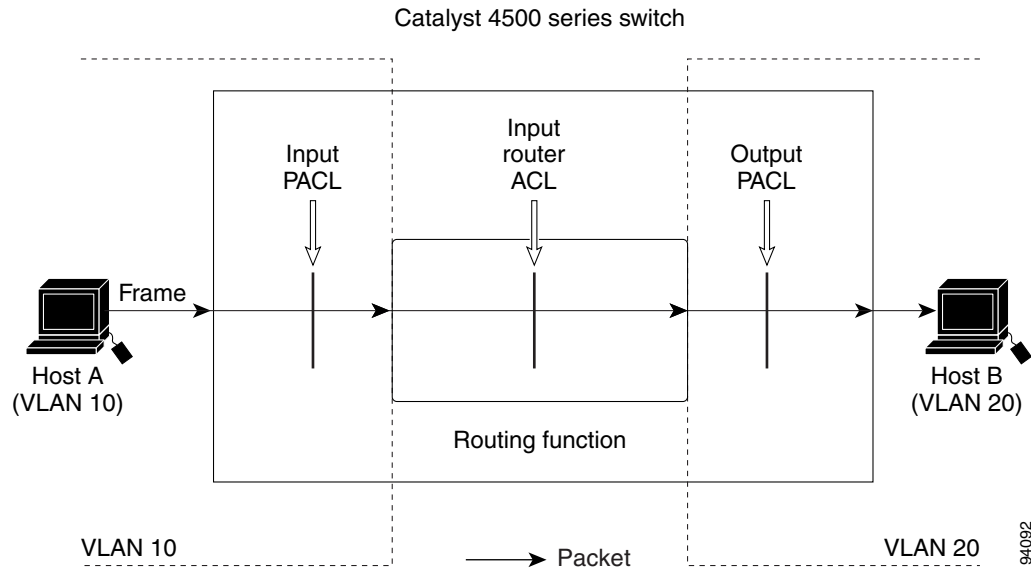 Catalyst 4500 series switch
Input
PACL
Input
router
ACL
Output
PACL
Frame
Host A
(VLAN 10)
Host B
(VLAN 20)
Routing function
VLAN 10
Packet
VLAN 20
94092